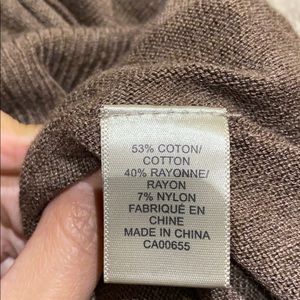 53% COTON/
COTTON
40% RAYONNE/
RAYON
7% NYLON
FABRIQUÉ EN
CHINE
MADE IN CHINA
CA00655